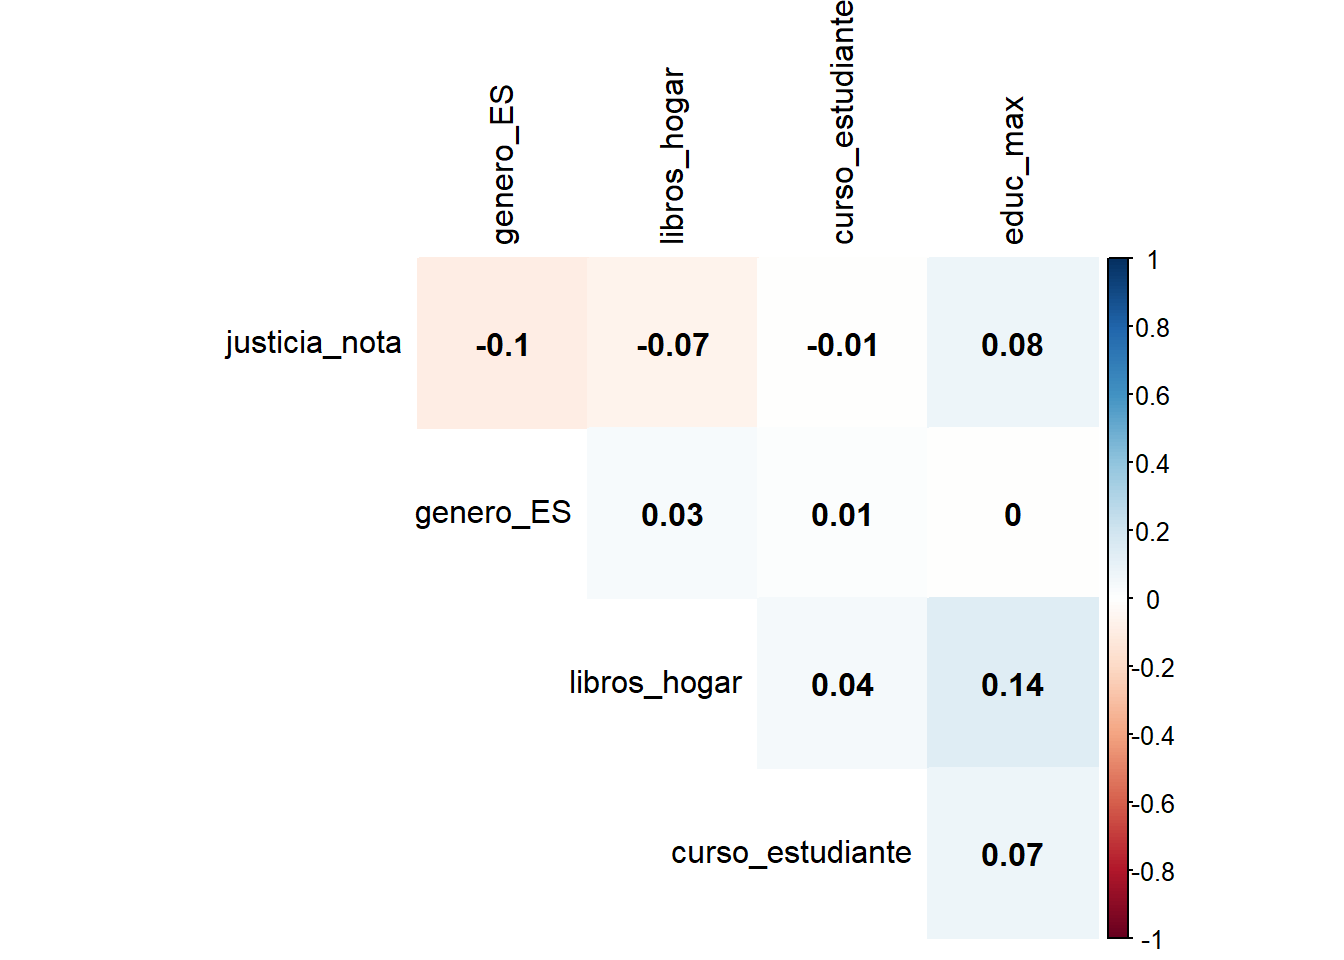 genero_ES
libros_hogar
curso_estudiante
educ_max
justicia_nota -0.1 -0.07 -0.01 0.08
genero_ES 0.03 0.01 0
libros_hogar 0.04 0.14
curso_estudiante 0.07
1
0.8
0.6
0.4
0.2
0
-0.2
-0.4
-0.6
-0.8
-1